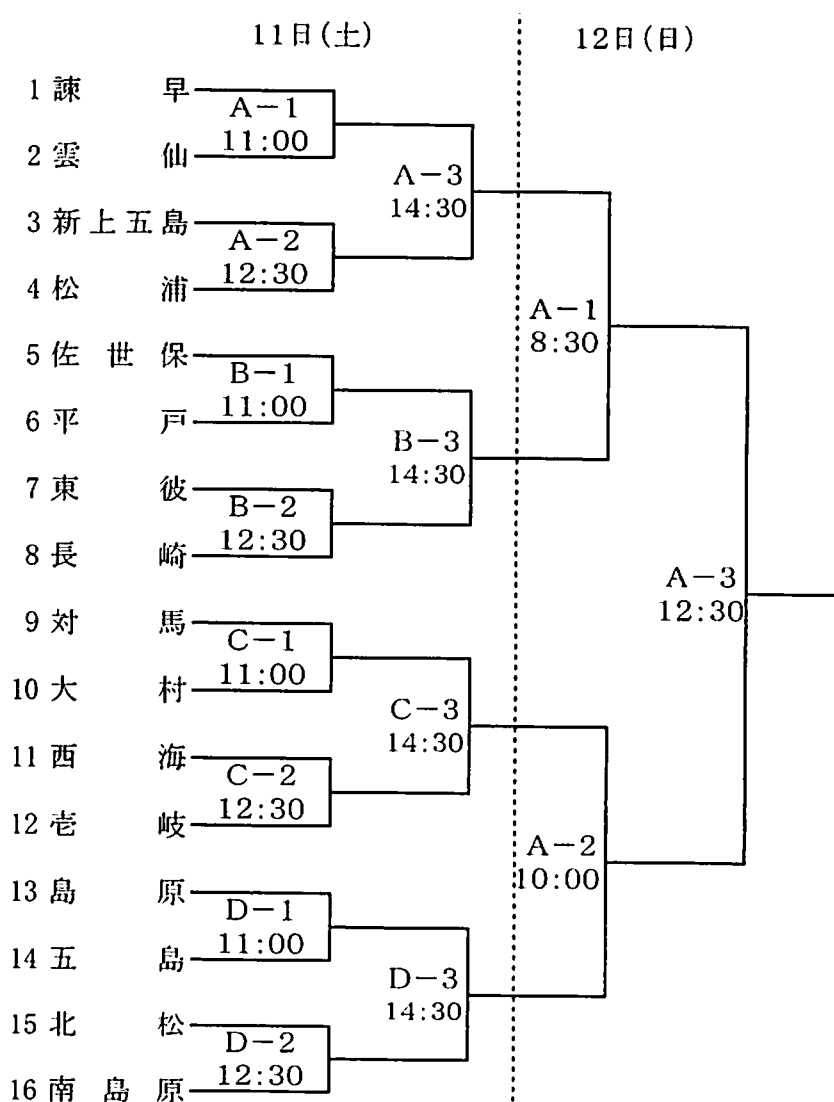 11日(土) 12日(日)
1 諫早
A-1
11:00
2 雲仙
A-3
14:30
3 新上五島
A-2
12:30
4 松浦
A-1
8:30
5 佐世保
B-1
11:00
6 平戸
B-3
14:30
7 東彼
B-2
12:30
8 長崎
A-3
12:30
9 対馬
C-1
11:00
10 大村
C-3
14:30
11 西海
C-2
12:30
12 壱岐
A-2
10:00
13 島原
D-1
11:00
14 五島
D-3
14:30
15 北松
D-2
12:30
16 南島原